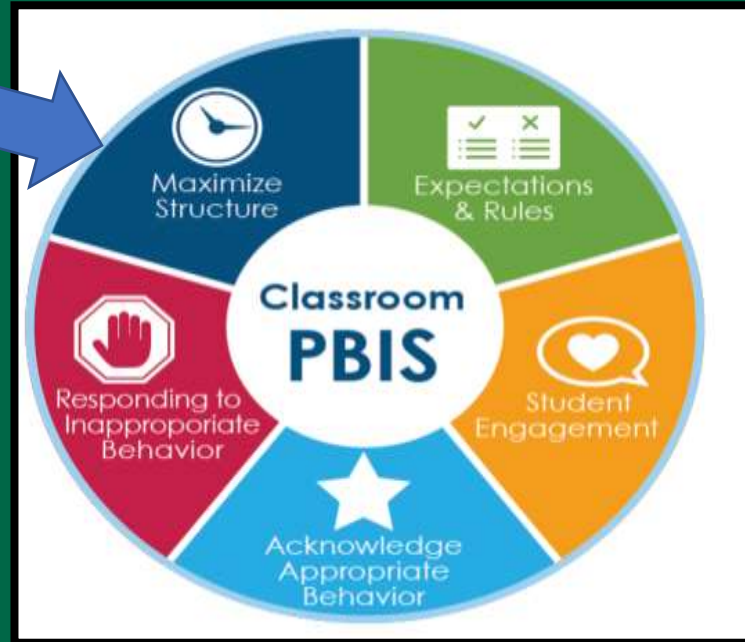 Maximize
Structure
Expectations
& Rules
Classroom
PBIS
Student
Engagement
Acknowledge
Appropriate
Behavior
Responding to
Inapproporiate
Behavior